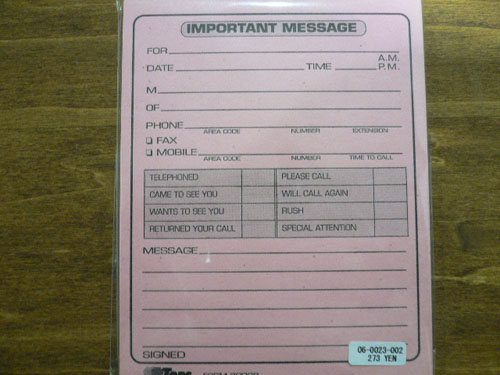 IMPORTANT MESSAGE
FOR
A.M.
DATE TIME P.M.
M
OF
PHONE
AREA CODE NUMBER EXTENSION
FAX
MOBILE
AREA CODE NUMBER TIME TO CALL
TELEPHONED PLEASE CALL
CAME TO SEE YOU WILL CALL AGAIN
WANTS TO SEE YOU RUSH
RETURNED YOUR CALL SPECIAL ATTENTION
MESSAGE
SIGNED
06-0023-002
273 YEN
Tops FORM